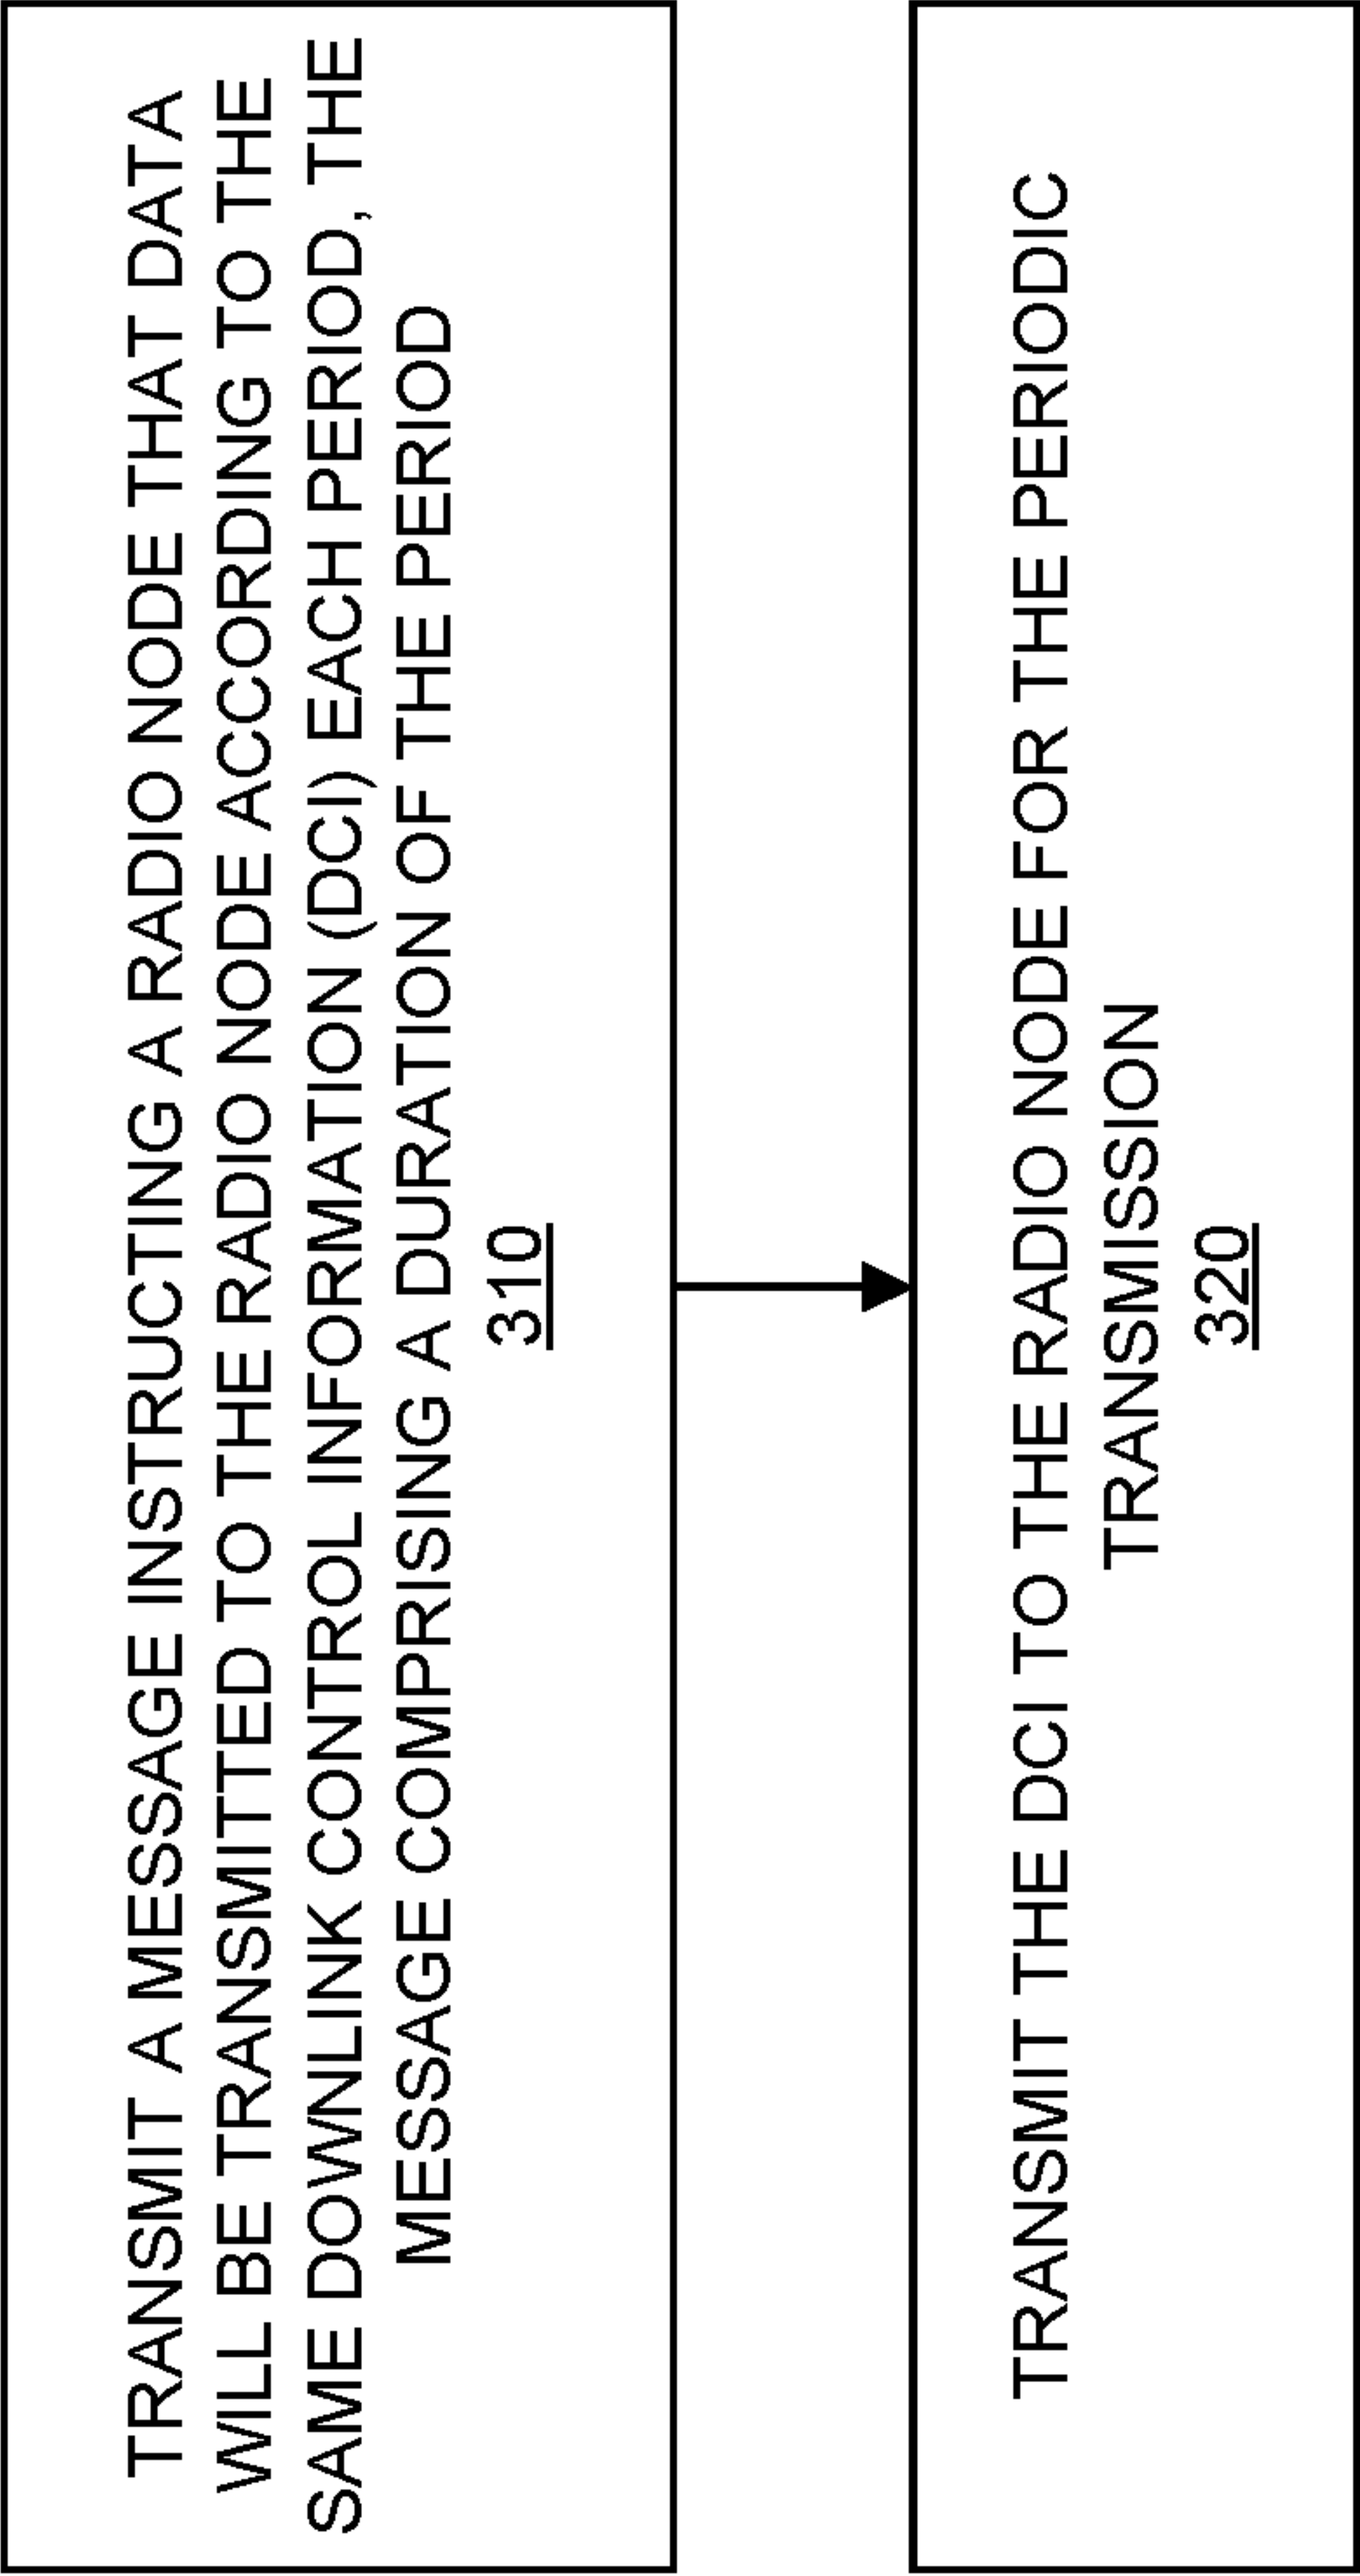 TRANSMIT A MESSAGE INSTRUCTING A RADIO NODE THAT DATA
WILL BE TRANSMITTED TO THE RADIO NODE ACCORDING TO THE
SAME DOWNLINK CONTROL INFORMATION (DCI) EACH PERIOD, THE
MESSAGE COMPRISING A DURATION OF THE PERIOD
310
TRANSMIT THE DCI TO THE RADIO NODE FOR THE PERIODIC
TRANSMISSION
320